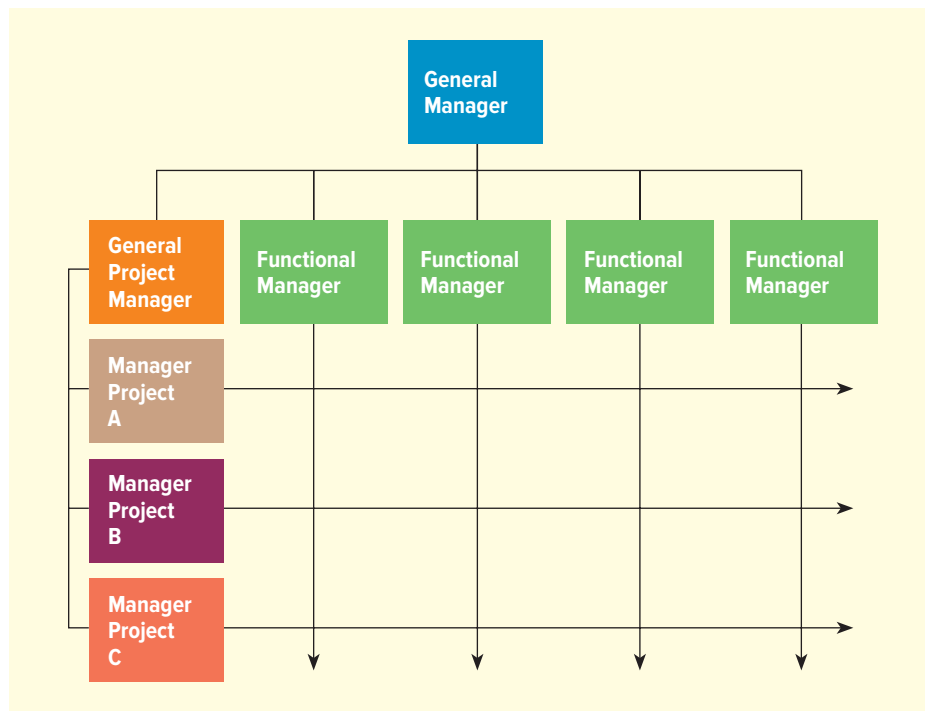 General
Manager
General
Project
Manager
Functional
Manager
Functional
Manager
Functional
Manager
Functional
Manager
Manager
Project
A
Manager
Project
B
Manager
Project
C